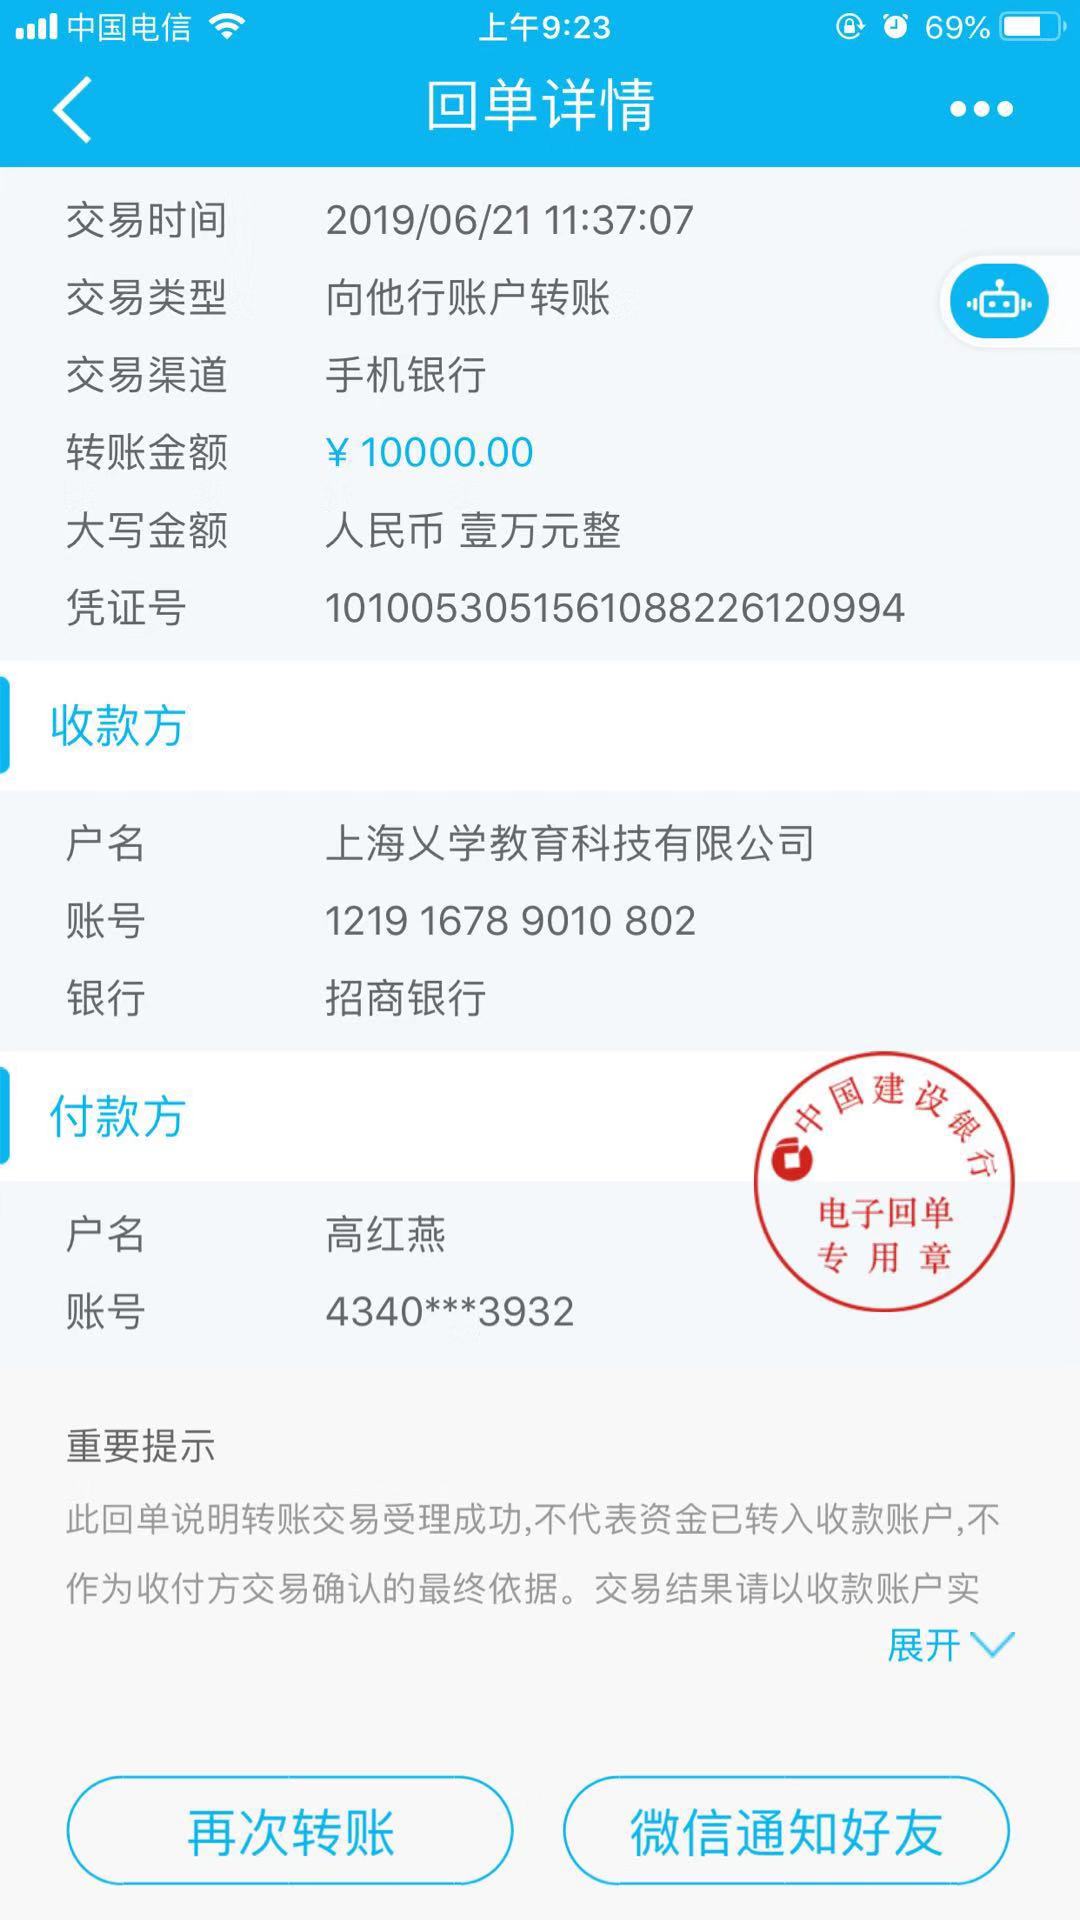 中国电信 上午9:23 69%
回单详情
交易时间 2019/06/21 11:37:07
交易类型 向他行账户转账
交易渠道 手机银行
转账金额 ¥ 10000.00
大写金额 人民币 壹万元整
凭证号 1010053051561088226120994
收款方
户名 上海乂学教育科技有限公司
账号 1219 1678 9010 802
银行 招商银行
付款方
中国建设银行
电子回单
专用章
户名 高红燕
账号 4340***3932
重要提示
此回单说明转账交易受理成功,不代表资金已转入收款账户,不
作为收付方交易确认的最终依据。交易结果请以收款账户实
展开
再次转账 微信通知好友